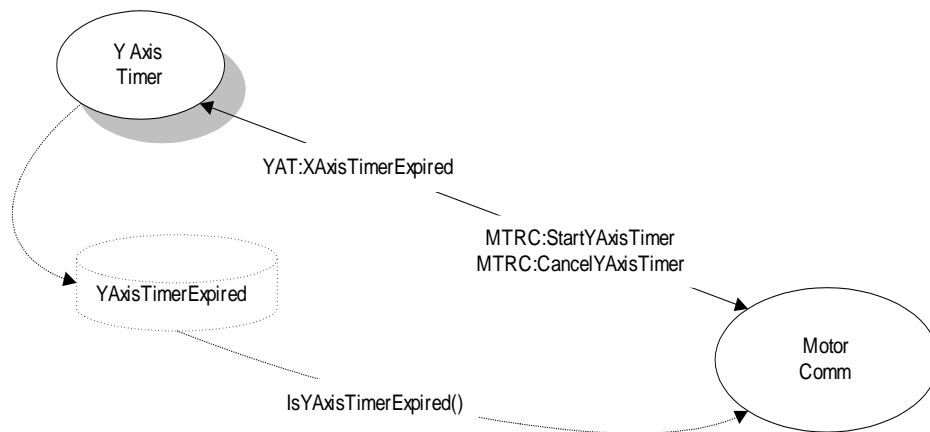 Y Axis
Timer
YAT:XAxisTimerExpired
MTRC:StartYAxisTimer
MTRC:CancelYAxisTimer
YAxisTimerExpired
Motor
Comm
IsYAxisTimerExpired()